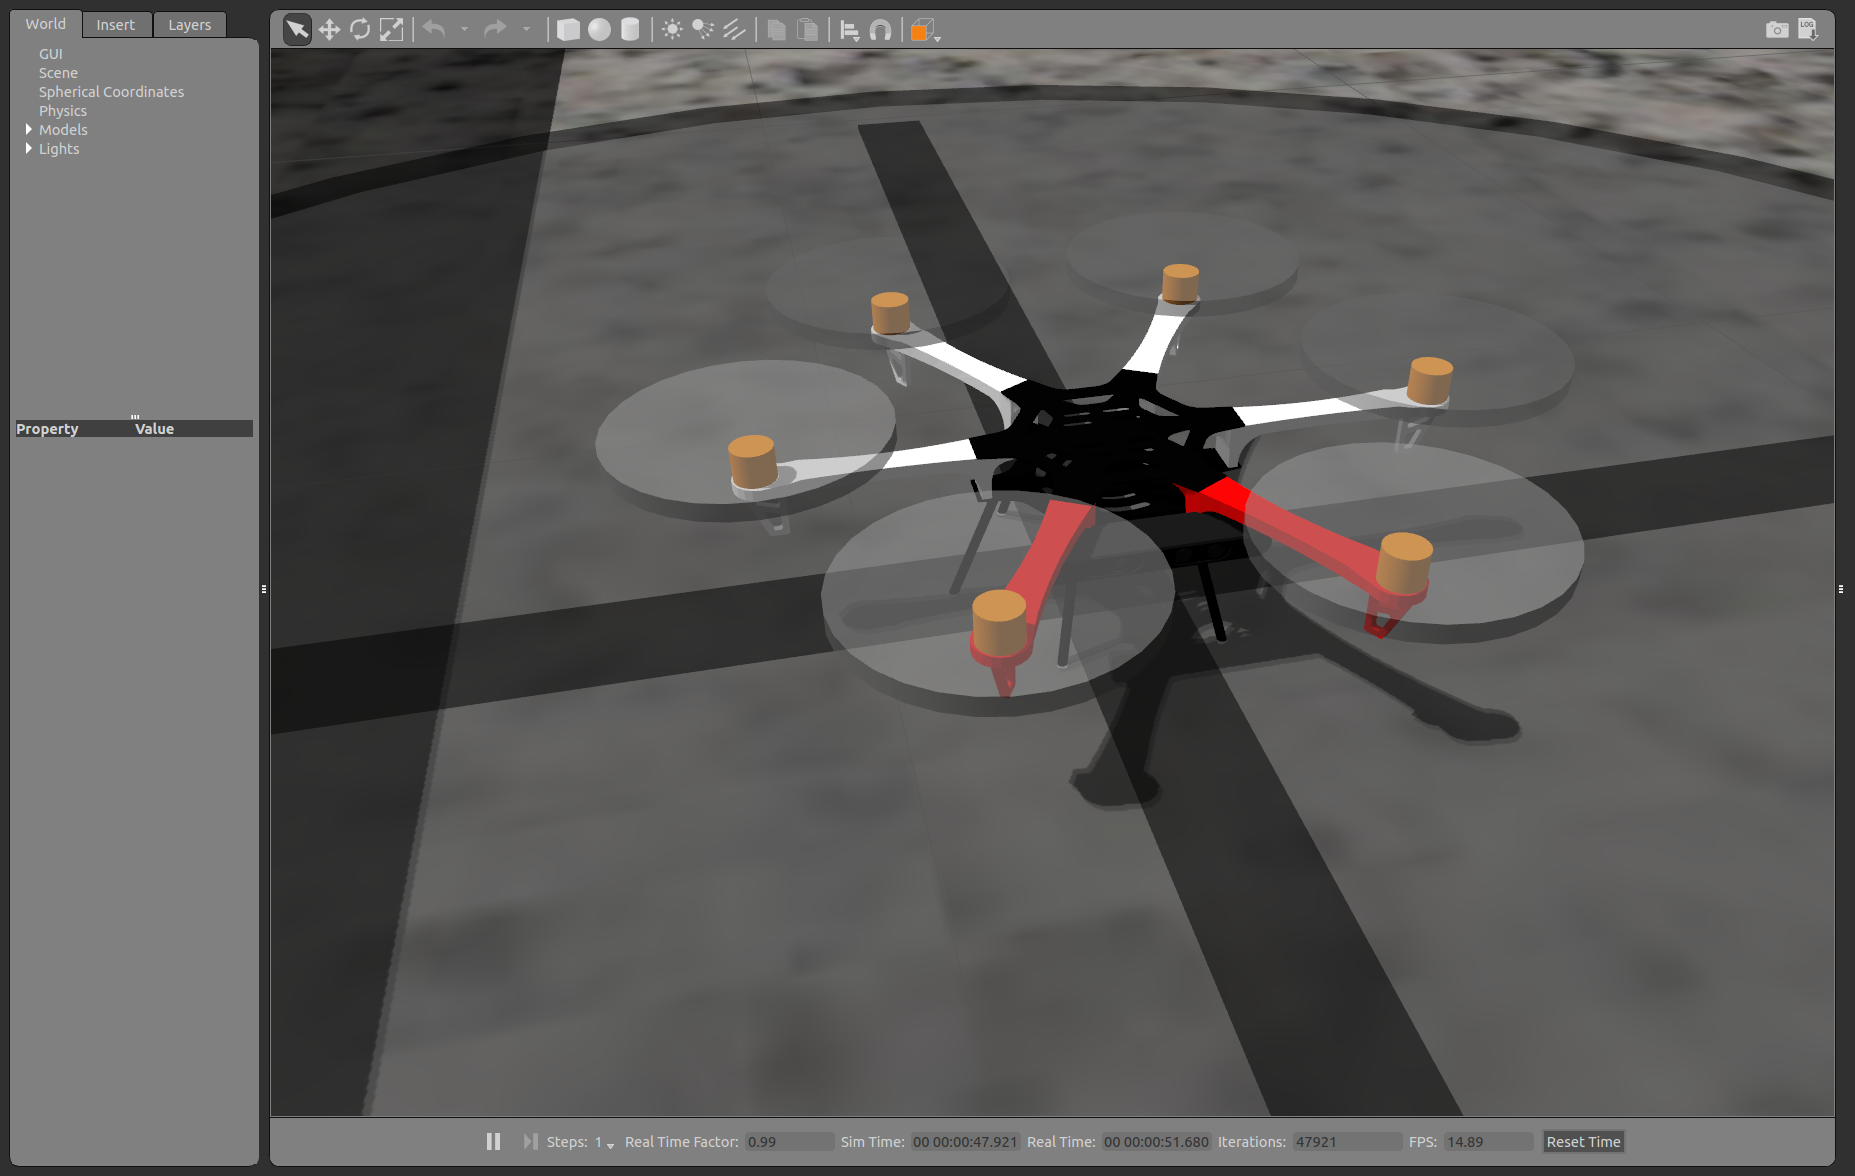 World Insert Layers
GUI
Scene
Spherical Coordinates
Physics
Models
Lights
Property Value
LOG
Steps: 1 Real Time Factor: 0.99 Sim Time: 00 00:00:47.921 Real Time: 00 00:00:51.680 Iterations: 47921 FPS: 14.89 Reset Time